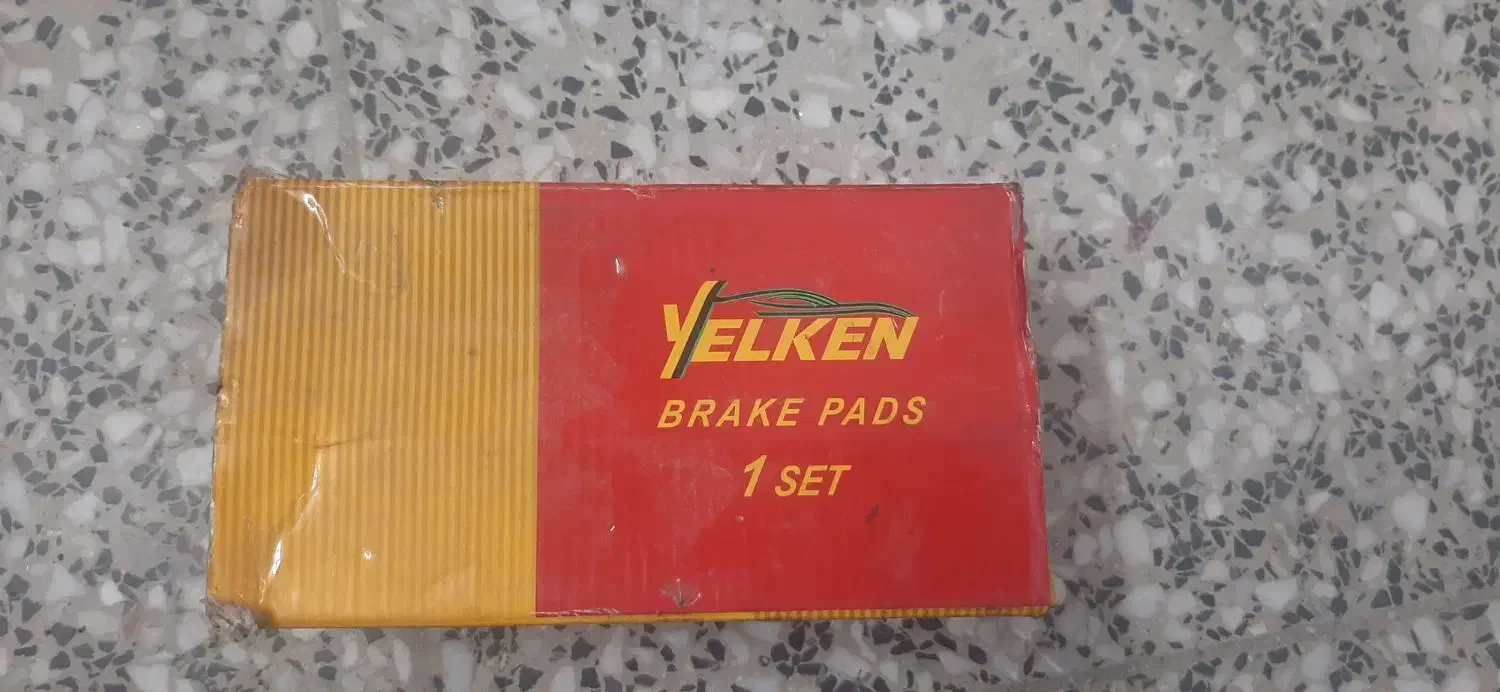 YELKEN
BRAKE PADS
1 SET